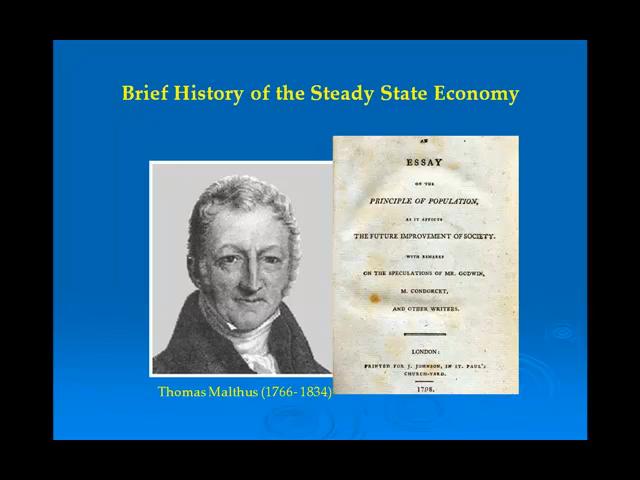 Brief History of the Steady State Economy
AN
ESSAY
ON THE
PRINCIPLE OF POPULATION,
AS IT AFFECTS
THE FUTURE IMPROVEMENT OF SOCIETY.
WITH REMARKS
ON THE SPECULATIONS OF MR. GODWIN,
M. CONDORCET,
AND OTHER WRITERS.
LONDON:
PRINTED FOR J. JOHNSON, IN ST. PAUL'S
CHURCH-YARD.
1798.
Thomas Malthus (1766- 1834)